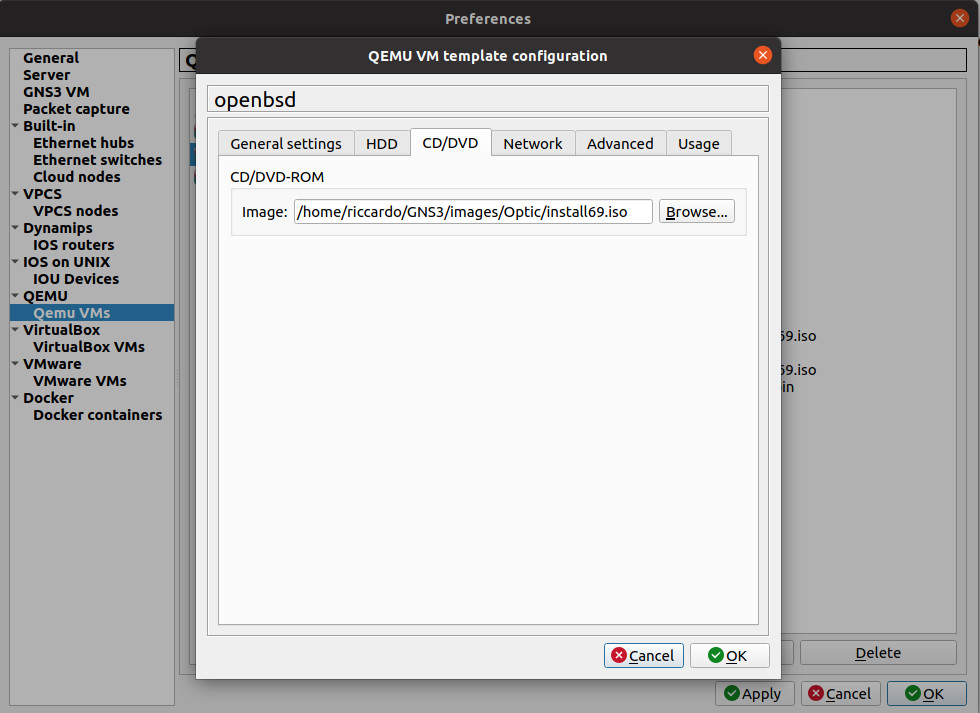 Preferences
General
Server
GNS3 VM
Packet capture
Built-in
Ethernet hubs
Ethernet switches
Cloud nodes
VPCS
VPCS nodes
Dynamips
IOS routers
IOS on UNIX
IOU Devices
QEMU
Qemu VMs
VirtualBox
VirtualBox VMs
VMware
VMware VMs
Docker
Docker containers
QEMU VM template configuration
openbsd
General settings HDD CD/DVD Network Advanced Usage
CD/DVD-ROM
Image: /home/riccardo/GNS3/images/Optic/install69.iso Browse...
69.iso
69.iso
Cancel OK
Delete
Apply Cancel OK